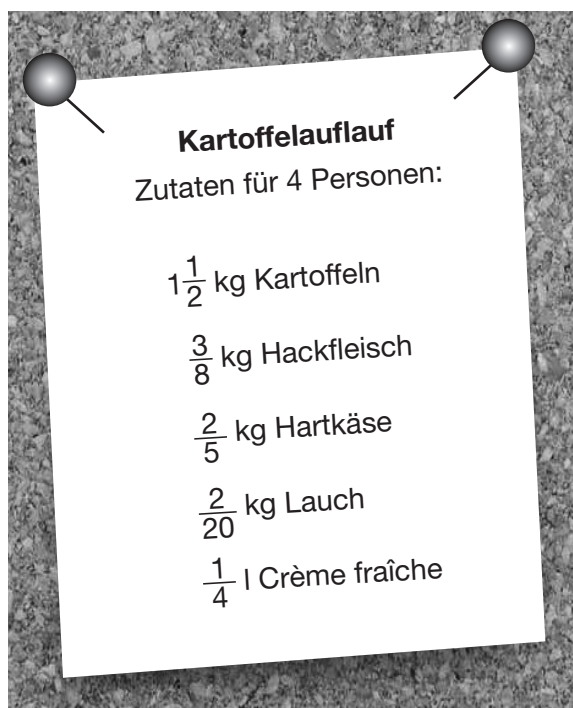 Kartoffelauflauf
Zutaten für 4 Personen:
1 1/2 kg Kartoffeln
3/8 kg Hackfleisch
2/5 kg Hartkäse
2/20 kg Lauch
1/4 l Crème fraîche